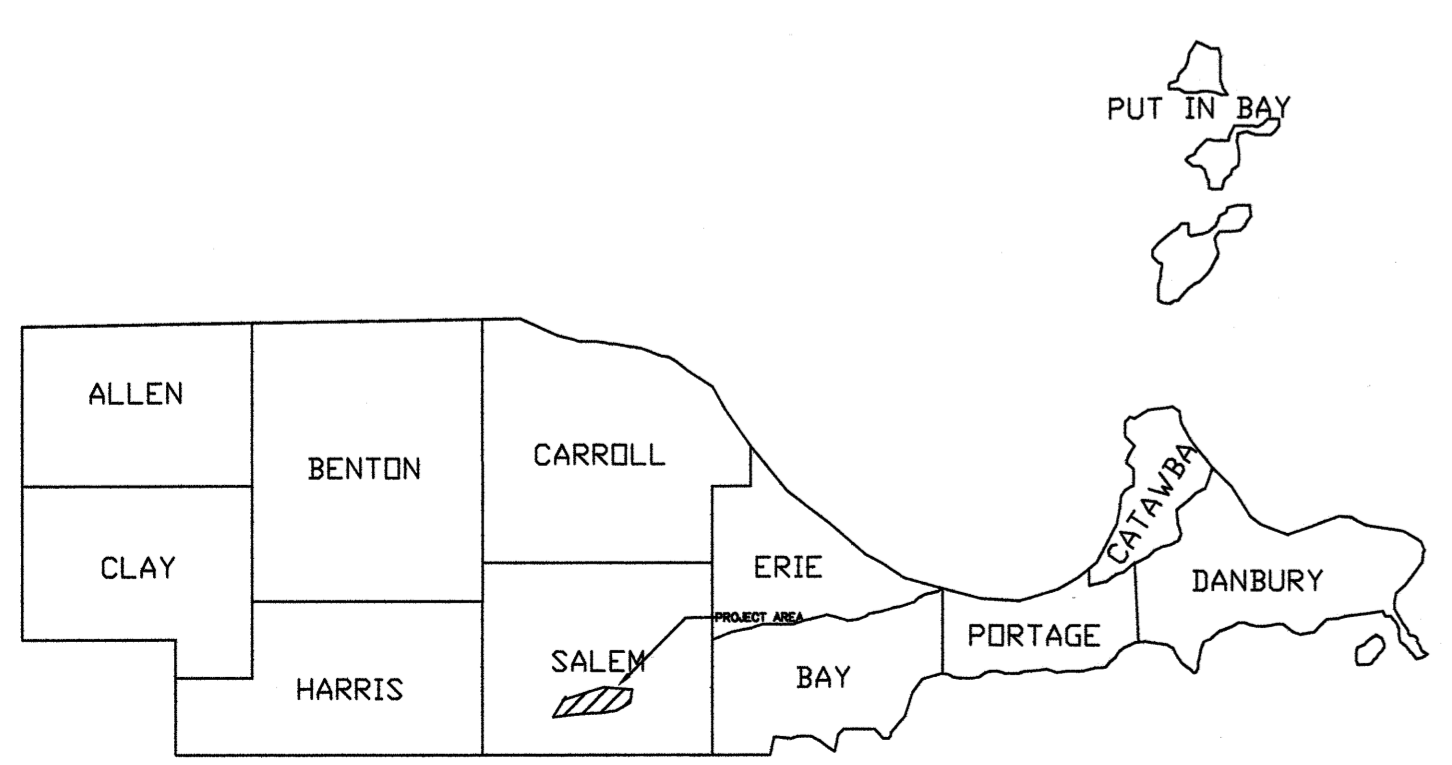 PUT IN BAY
ALLEN
BENTON
CARROLL
CATAWBA
CLAY
ERIE
DANBURY
PROJECT AREA
PORTAGE
SALEM
BAY
HARRIS